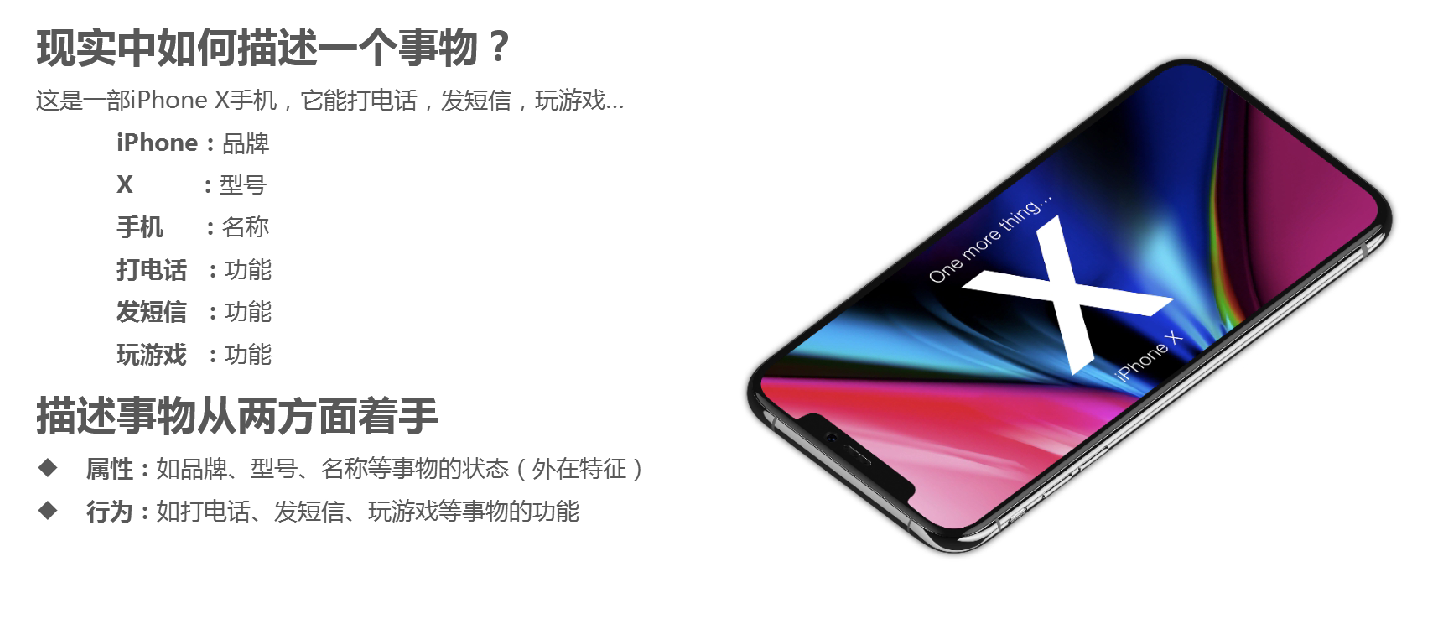 现实中如何描述一个事物？
这是一部iPhone X手机，它能打电话，发短信，玩游戏...
iPhone：品牌
X ：型号
手机 ：名称
打电话 ：功能
发短信 ：功能
玩游戏 ：功能
描述事物从两方面着手
◆ 属性：如品牌、型号、名称等事物的状态（外在特征）
◆ 行为：如打电话、发短信、玩游戏等事物的功能
One more thing...
X
iPhone X